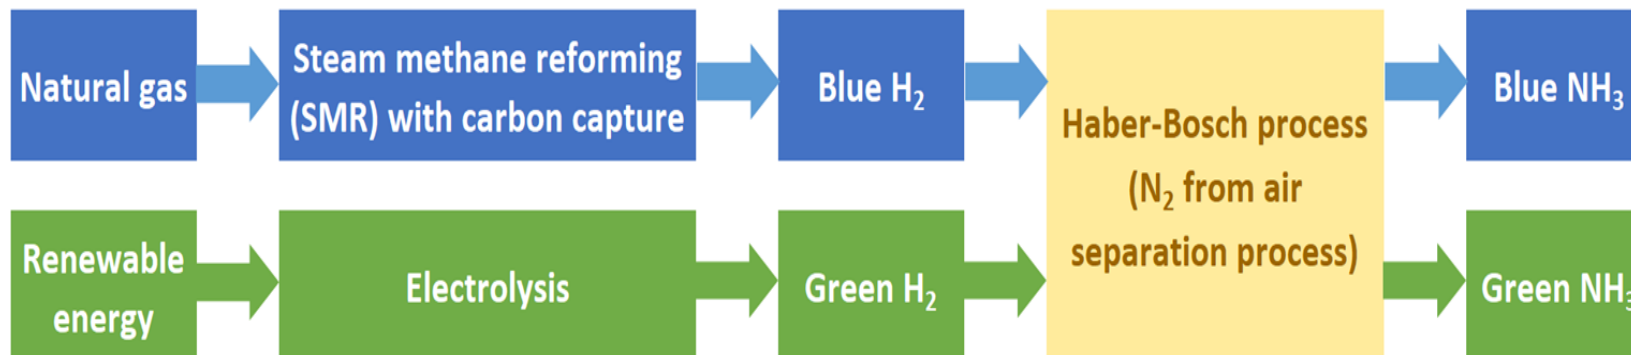 Natural gas
Steam methane reforming
(SMR) with carbon capture
Blue H₂
Haber-Bosch process
(N₂ from air
separation process)
Blue NH₃
Renewable
energy
Electrolysis
Green H₂
Green NH₃